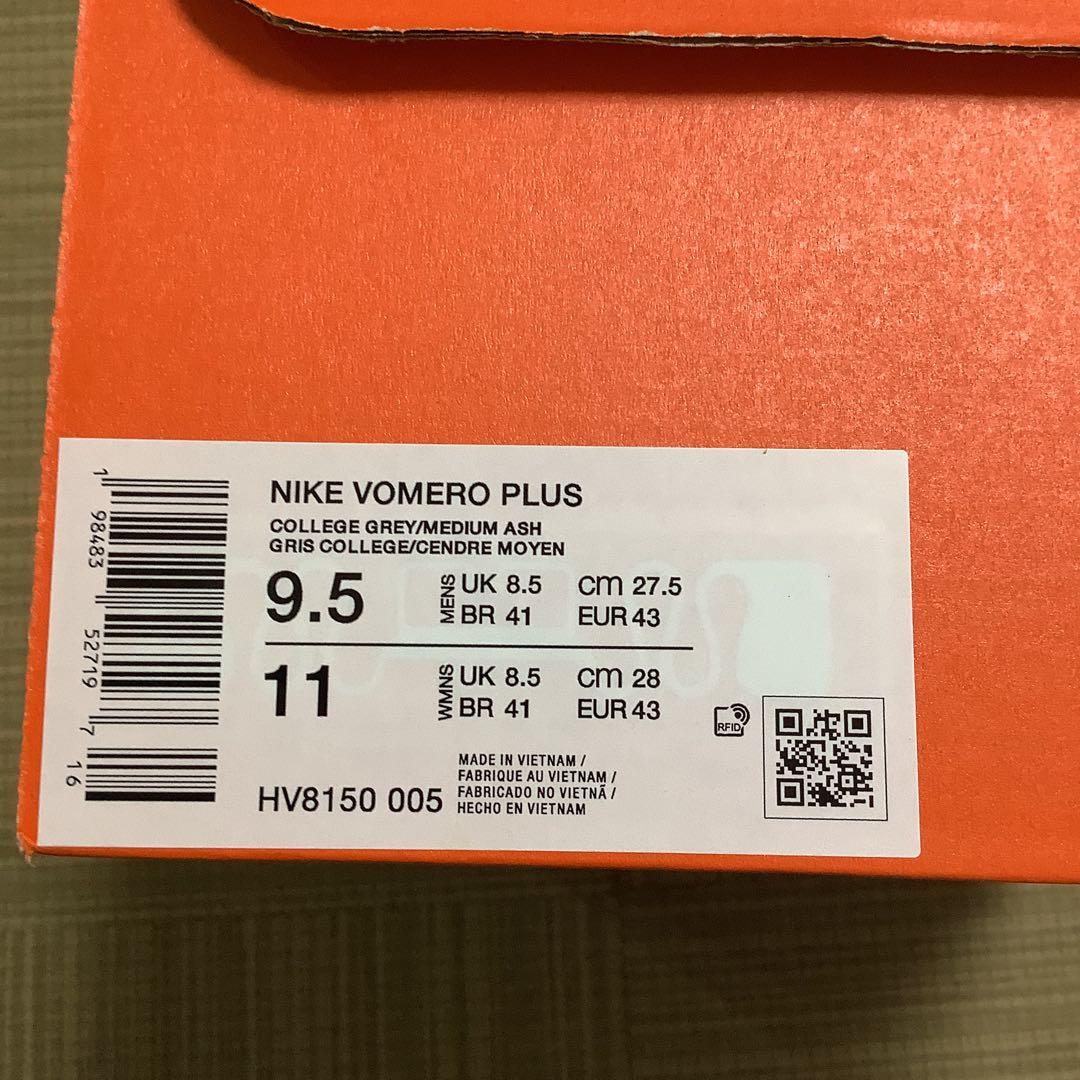 NIKE VOMERO PLUS
COLLEGE GREY/MEDIUM ASH
GRIS COLLEGE/CENDRE MOYEN
9.5 MENS UK 8.5 cm 27.5
BR 41 EUR 43
11 WMNS UK 8.5 cm 28
BR 41 EUR 43
RFID
HV8150 005
MADE IN VIETNAM /
FABRIQUE AU VIETNAM /
FABRICADO NO VIETNÃ /
HECHO EN VIETNAM
1 98483 52719 7 16